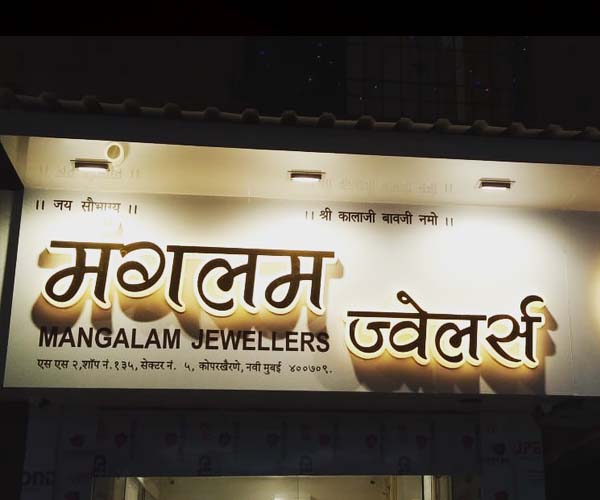 ।। जय सौभाग्य ।।
।। श्री कालाजी बावजी नमो ।।
मंगलम
ज्वेलर्स
MANGALAM JEWELLERS
एस एस २,शॉप नं.१३५, सेक्टर नं. ५, कोपरखैरणे, नवी मुबई ४००७०९.